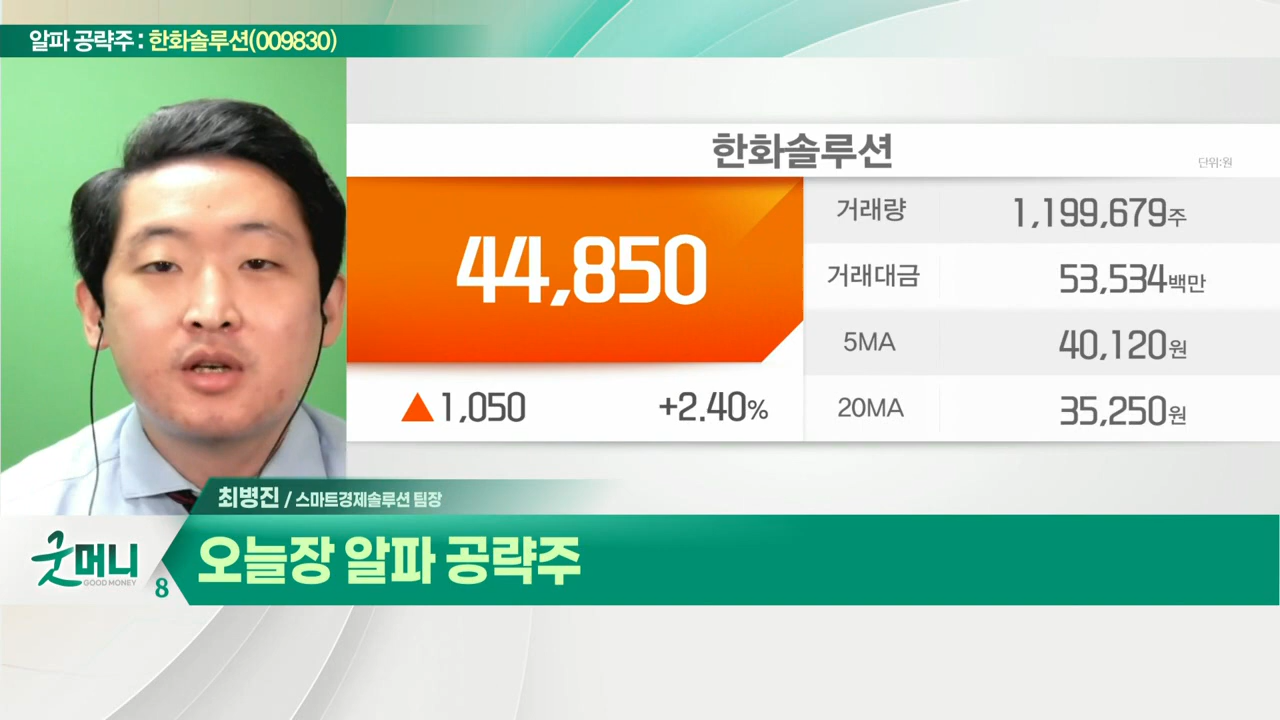 알파 공략주 : 한화솔루션(009830)
한화솔루션
단위:원
44,850
▲1,050 +2.40%
거래량 1,199,679주
거래대금 53,534백만
5MA 40,120원
20MA 35,250원
최병진 / 스마트경제솔루션 팀장
굿머니
GOOD MONEY
8
오늘장 알파 공략주